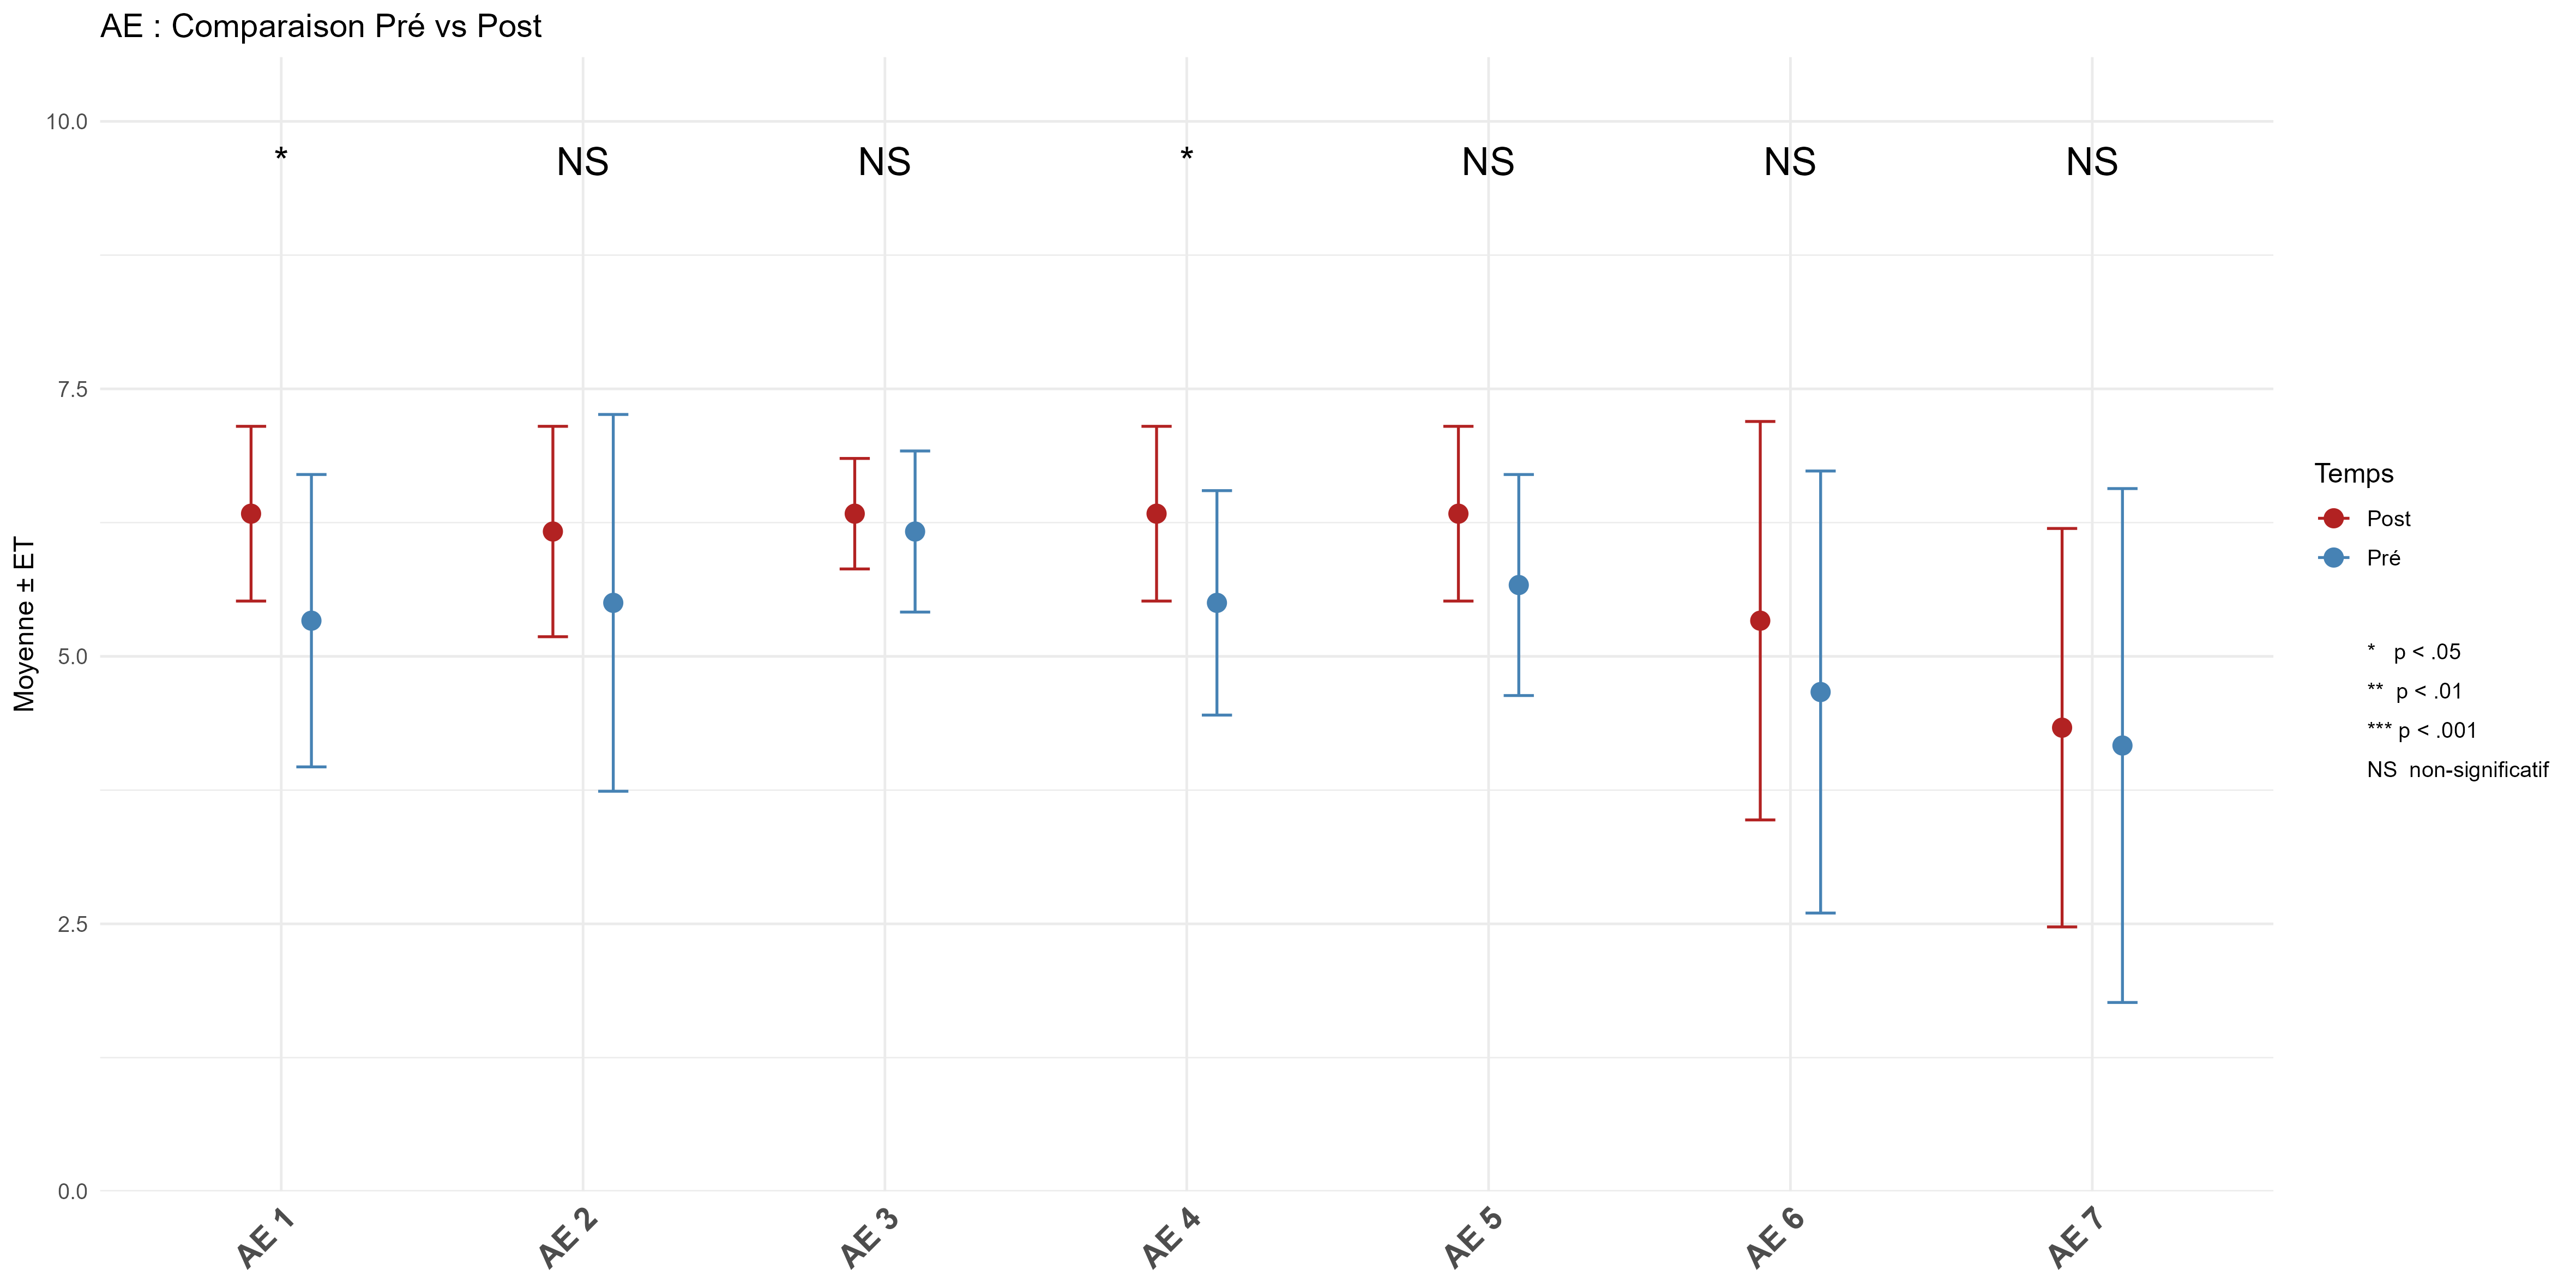 AE : Comparaison Pré vs Post
10.0
7.5
5.0
2.5
0.0
Moyenne ± ET
* NS NS * NS NS NS
AE 1 AE 2 AE 3 AE 4 AE 5 AE 6 AE 7
Temps
Post
Pré
* p < .05
** p < .01
*** p < .001
NS non-significatif